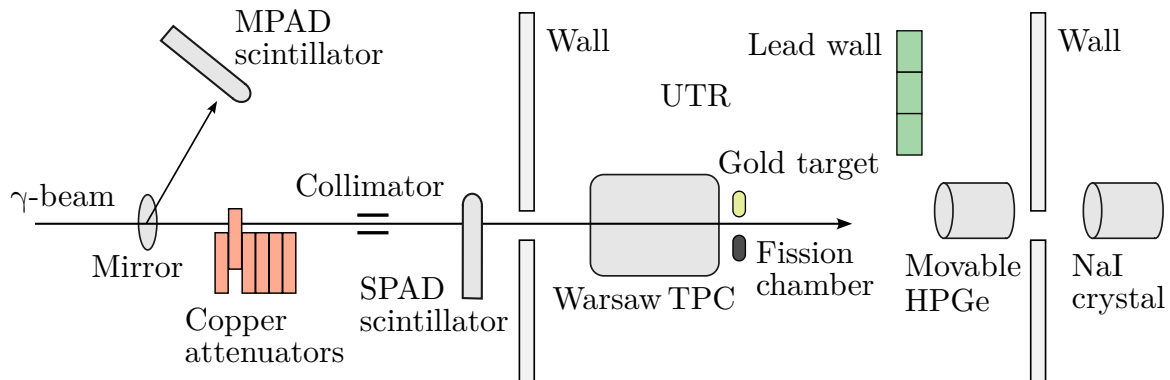 MPAD
scintillator
Wall
Lead wall
Wall
UTR
Gold target
Collimator
γ-beam
Mirror
SPAD
scintillator
Warsaw TPC
Fission
chamber
Movable
HPGe
NaI
crystal
Copper
attenuators